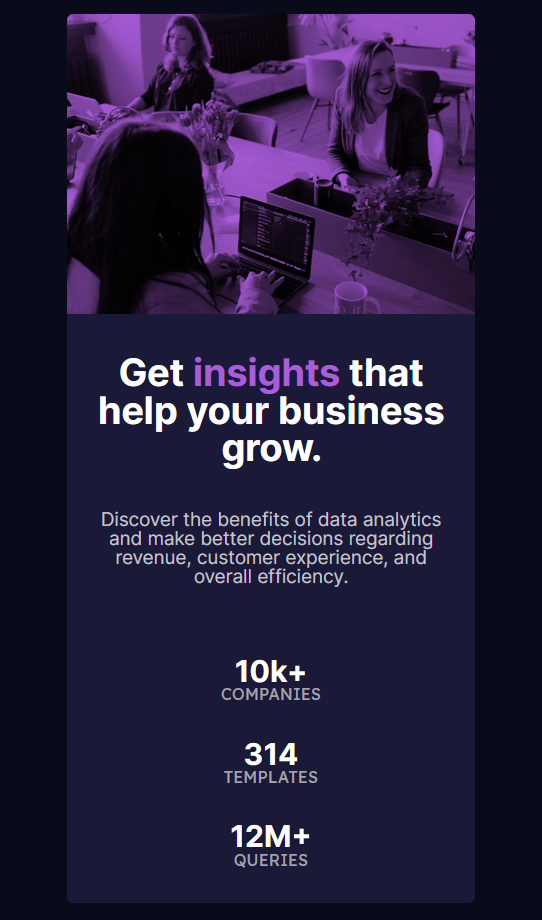 Get insights that
help your business
grow.
Discover the benefits of data analytics
and make better decisions regarding
revenue, customer experience, and
overall efficiency.
10k+
COMPANIES
314
TEMPLATES
12M+
QUERIES